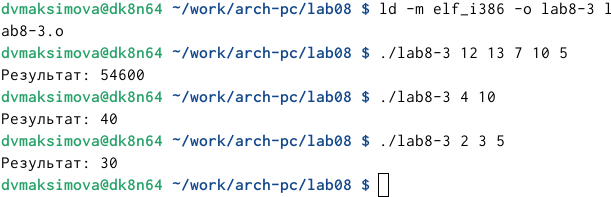 dvmaksimova@dk8n64 ~/work/arch-pc/lab08 $ ld -m elf_i386 -o lab8-3 l
ab8-3.o
dvmaksimova@dk8n64 ~/work/arch-pc/lab08 $ ./lab8-3 12 13 7 10 5
Результат: 54600
dvmaksimova@dk8n64 ~/work/arch-pc/lab08 $ ./lab8-3 4 10
Результат: 40
dvmaksimova@dk8n64 ~/work/arch-pc/lab08 $ ./lab8-3 2 3 5
Результат: 30
dvmaksimova@dk8n64 ~/work/arch-pc/lab08 $